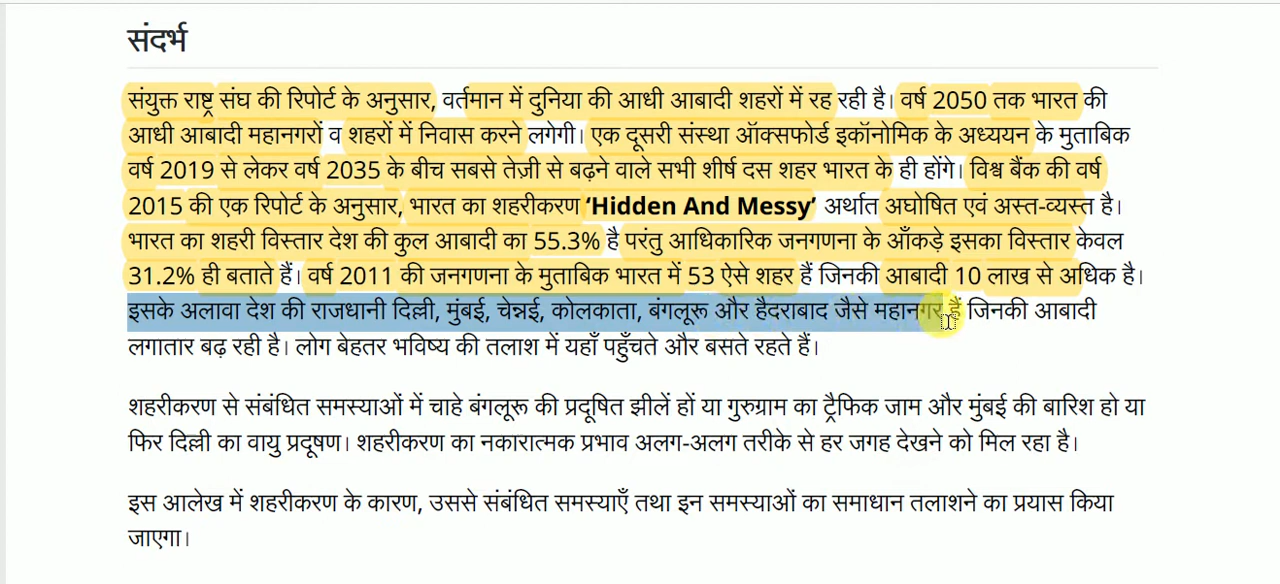 संदर्भ
संयुक्त राष्ट्र संघ की रिपोर्ट के अनुसार, वर्तमान में दुनिया की आधी आबादी शहरों में रह रही है। वर्ष 2050 तक भारत की
आधी आबादी महानगरों व शहरों में निवास करने लगेगी। एक दूसरी संस्था ऑक्सफोर्ड इकॉनोमिक के अध्ययन के मुताबिक
वर्ष 2019 से लेकर वर्ष 2035 के बीच सबसे तेज़ी से बढ़ने वाले सभी शीर्ष दस शहर भारत के ही होंगे। विश्व बैंक की वर्ष
2015 की एक रिपोर्ट के अनुसार, भारत का शहरीकरण ‘Hidden And Messy’ अर्थात अघोषित एवं अस्त-व्यस्त है।
भारत का शहरी विस्तार देश की कुल आबादी का 55.3% है परंतु आधिकारिक जनगणना के आँकड़े इसका विस्तार केवल
31.2% ही बताते हैं। वर्ष 2011 की जनगणना के मुताबिक भारत में 53 ऐसे शहर हैं जिनकी आबादी 10 लाख से अधिक है।
इसके अलावा देश की राजधानी दिल्ली, मुंबई, चेन्नई, कोलकाता, बंगलूरू और हैदराबाद जैसे महानगर हैं जिनकी आबादी
लगातार बढ़ रही है। लोग बेहतर भविष्य की तलाश में यहाँ पहुँचते और बसते रहते हैं।
शहरीकरण से संबंधित समस्याओं में चाहे बंगलूरू की प्रदूषित झीलें हों या गुरुग्राम का ट्रैफिक जाम और मुंबई की बारिश हो या
फिर दिल्ली का वायु प्रदूषण। शहरीकरण का नकारात्मक प्रभाव अलग-अलग तरीके से हर जगह देखने को मिल रहा है।
इस आलेख में शहरीकरण के कारण, उससे संबंधित समस्याएँ तथा इन समस्याओं का समाधान तलाशने का प्रयास किया
जाएगा।